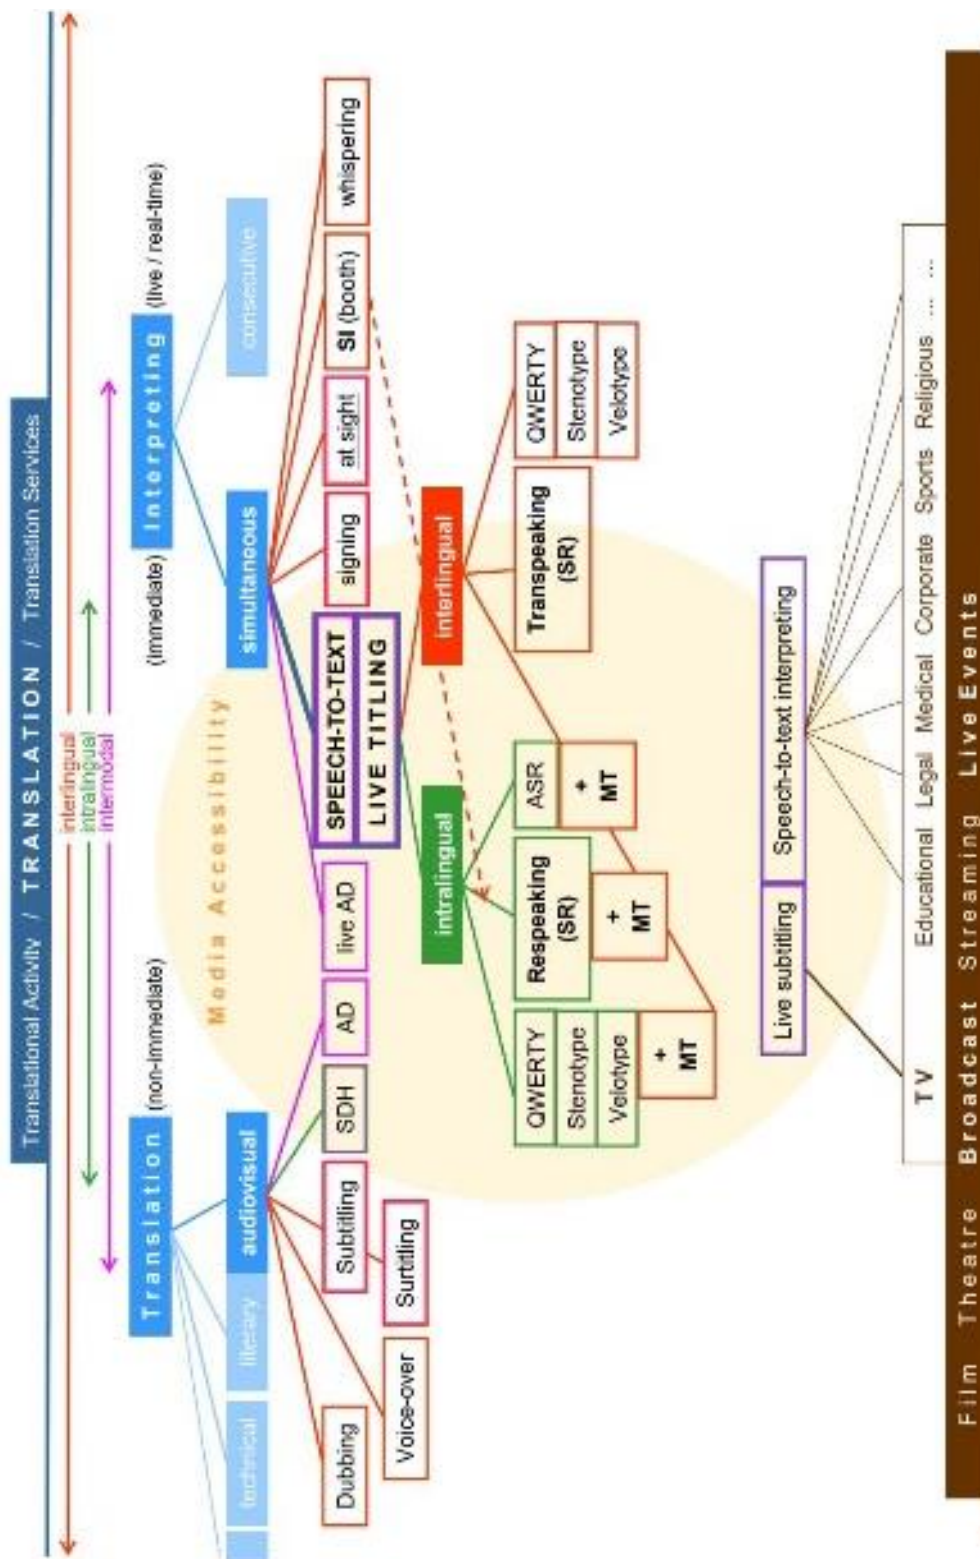 Translational Activity / TRANSLATION / Translation Services
interlingual
intralingual
intermodal
Translation (non-immediate)
(immediate) Interpreting (live / real-time)
technical
literary
audiovisual
simultaneous
consecutive
Media Accessibility
Dubbing
Voice-over
Subtitling
Surtitling
SDH
AD
live AD
SPEECH-TO-TEXT
LIVE TITLING
signing
at sight
SI (booth)
whispering
intralingual
interlingual
QWERTY
Stenotype
Velotype
+
MT
Respeaking
(SR)
+
MT
ASR
+
MT
Transpeaking
(SR)
QWERTY
Stenotype
Velotype
Live subtitling
Speech-to-text interpreting
TV Educational Legal Medical Corporate Sports Religious ... ...
Film Theatre Broadcast Streaming Live Events